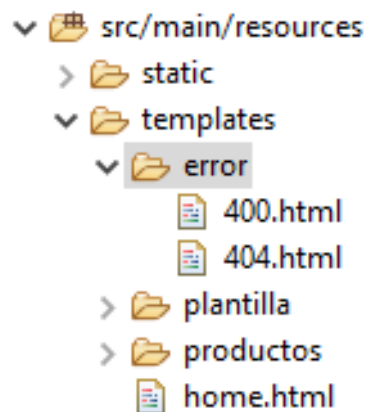 src/main/resources
static
templates
error
400.html
404.html
plantilla
productos
home.html